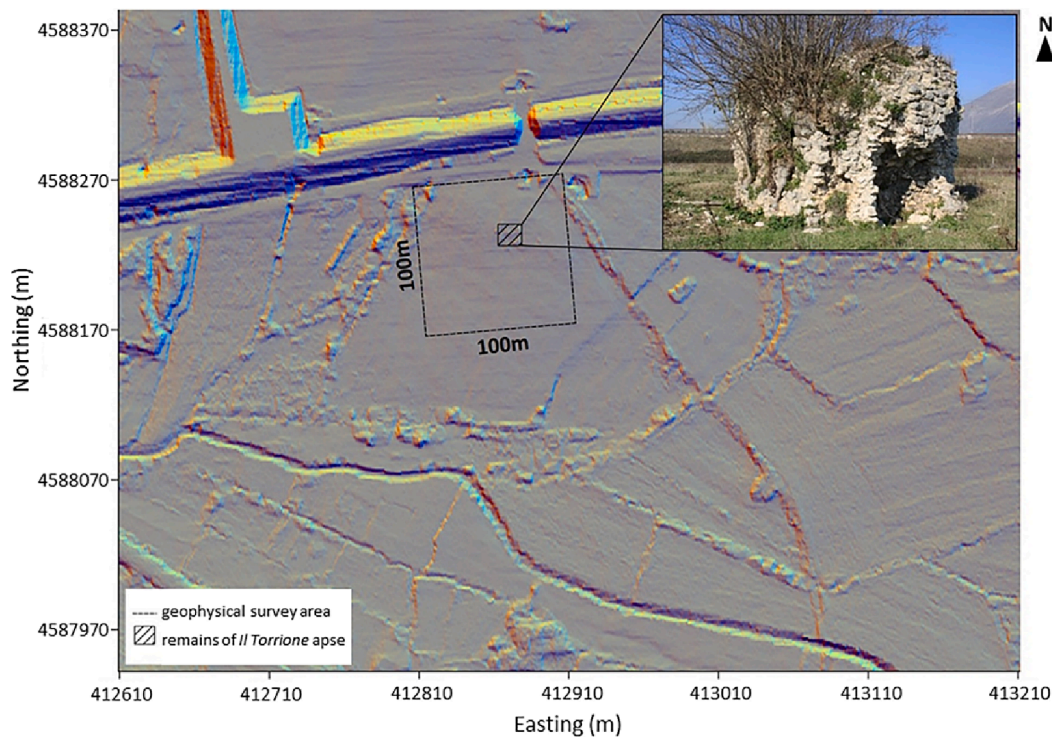 N
4588370
4588270
4588170
4588070
4587970
Northing (m)
100m
100m
geophysical survey area
remains of Il Torrione apse
412610 412710 412810 412910 413010 413110 413210
Easting (m)